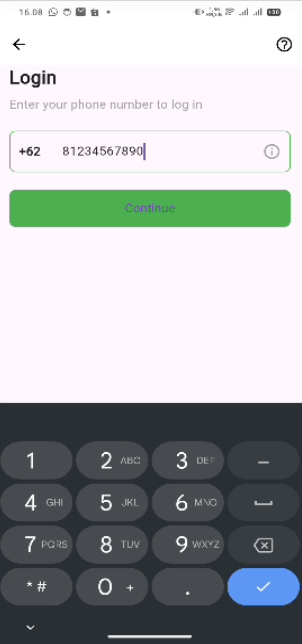 16.08
100
Login
Enter your phone number to log in
+62 81234567890
Continue
1 2 ABC 3 DEF –
4 GHI 5 JKL 6 MNO
7 PQRS 8 TUV 9 WXYZ
* # 0 + .